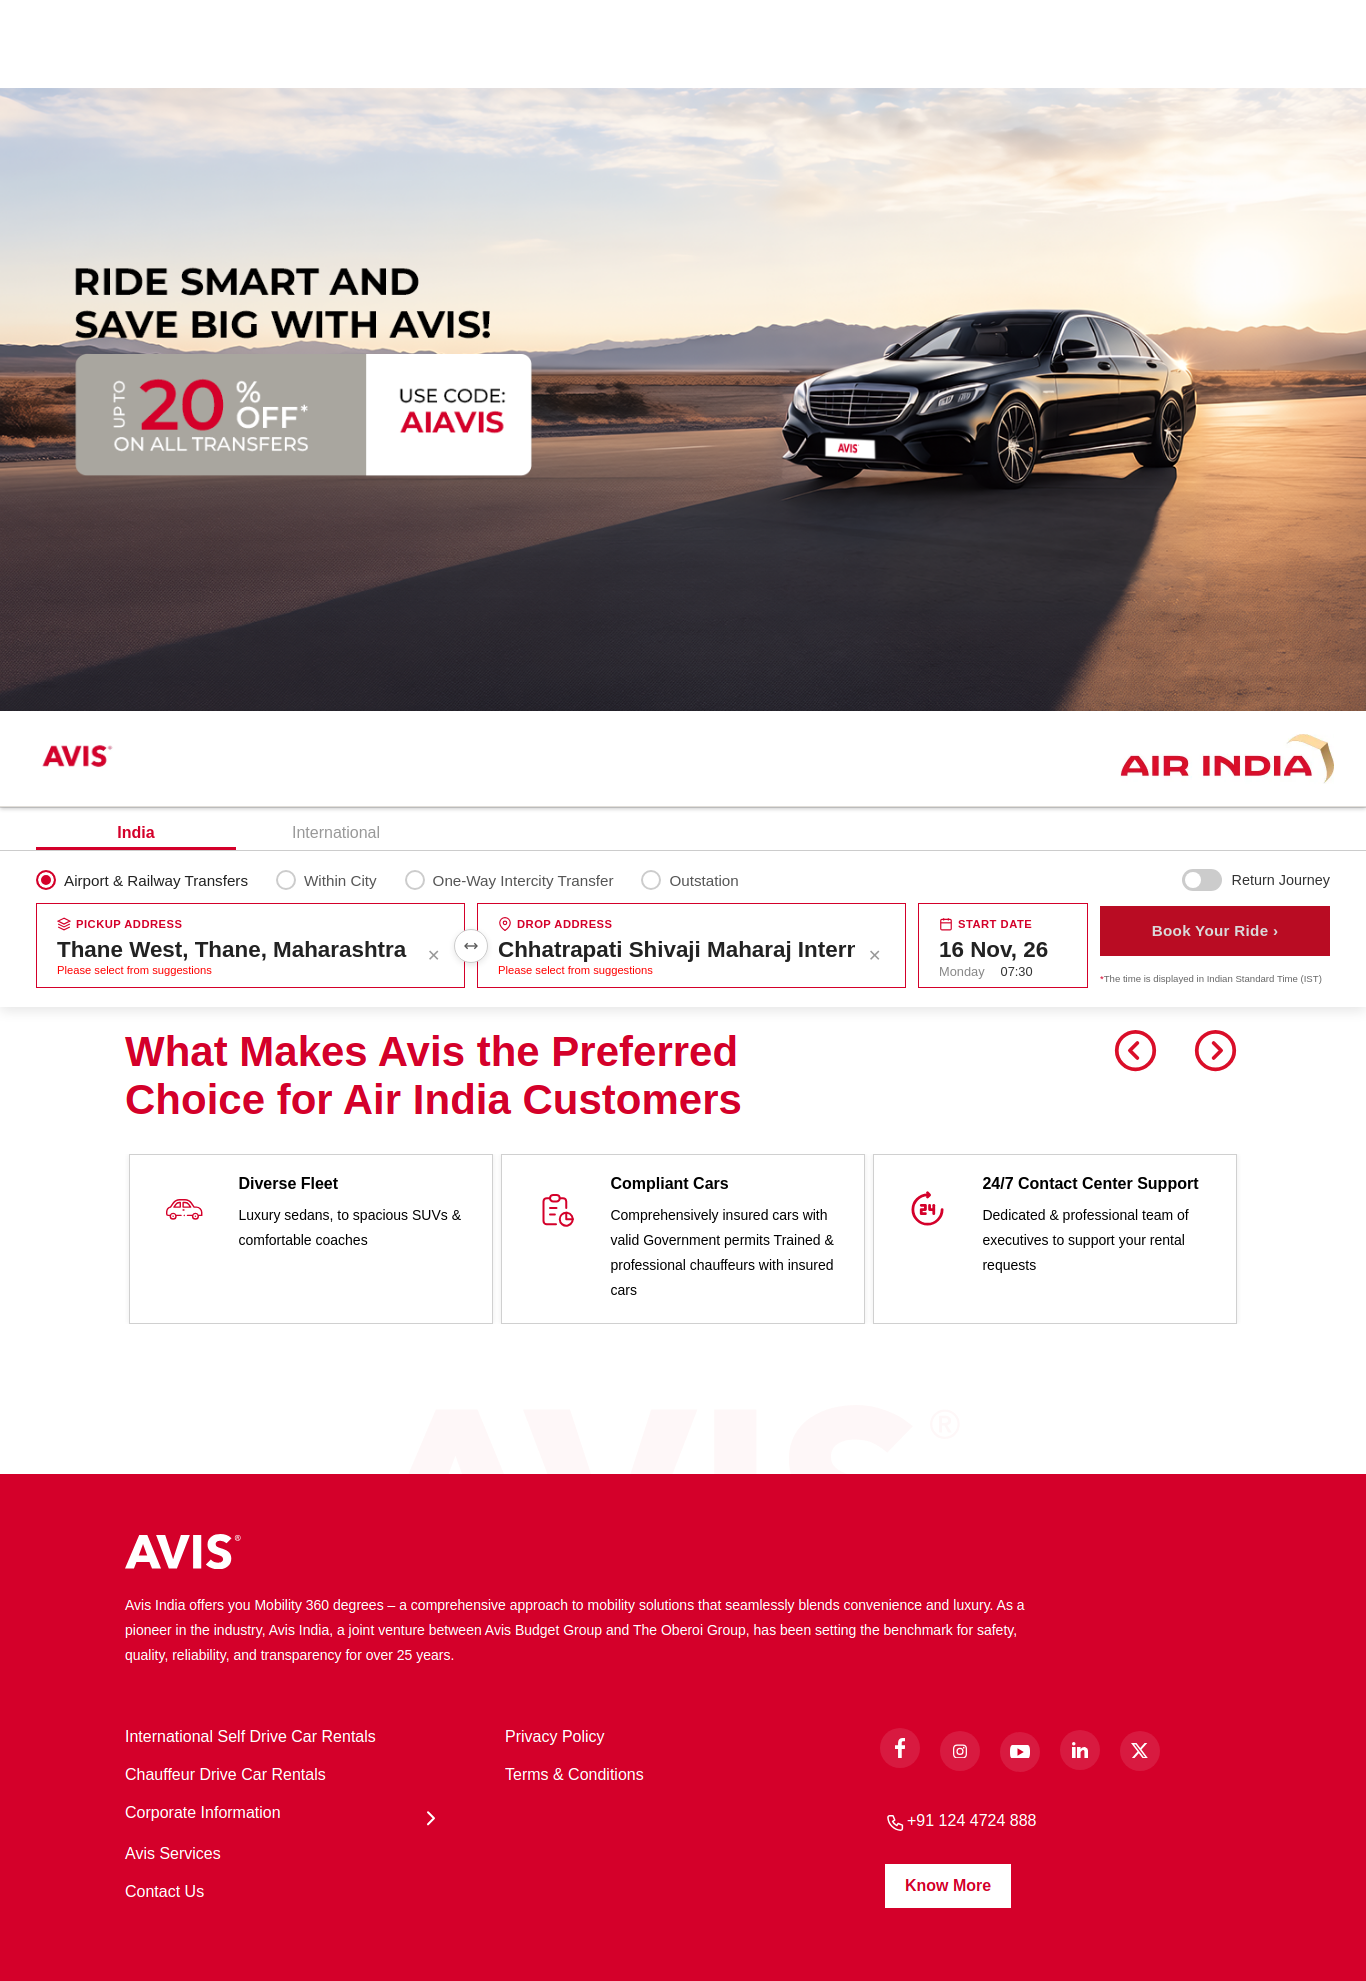 RIDE SMART AND
SAVE BIG WITH AVIS!
UP TO 20 % OFF*
ON ALL TRANSFERS
USE CODE:
AIAVIS
AVIS
AVIS®
AIR INDIA
India International
Airport & Railway Transfers Within City One-Way Intercity Transfer Outstation Return Journey
PICKUP ADDRESS
Thane West, Thane, Maharashtra
Please select from suggestions
DROP ADDRESS
Chhatrapati Shivaji Maharaj Interr
Please select from suggestions
START DATE
16 Nov, 26
Monday 07:30
Book Your Ride ›
*The time is displayed in Indian Standard Time (IST)
What Makes Avis the Preferred
Choice for Air India Customers
Diverse Fleet
Luxury sedans, to spacious SUVs &
comfortable coaches
Compliant Cars
Comprehensively insured cars with
valid Government permits Trained &
professional chauffeurs with insured
cars
24
24/7 Contact Center Support
Dedicated & professional team of
executives to support your rental
requests
AVIS®
AVIS®
Avis India offers you Mobility 360 degrees – a comprehensive approach to mobility solutions that seamlessly blends convenience and luxury. As a
pioneer in the industry, Avis India, a joint venture between Avis Budget Group and The Oberoi Group, has been setting the benchmark for safety,
quality, reliability, and transparency for over 25 years.
International Self Drive Car Rentals
Chauffeur Drive Car Rentals
Corporate Information
Avis Services
Contact Us
Privacy Policy
Terms & Conditions
+91 124 4724 888
Know More